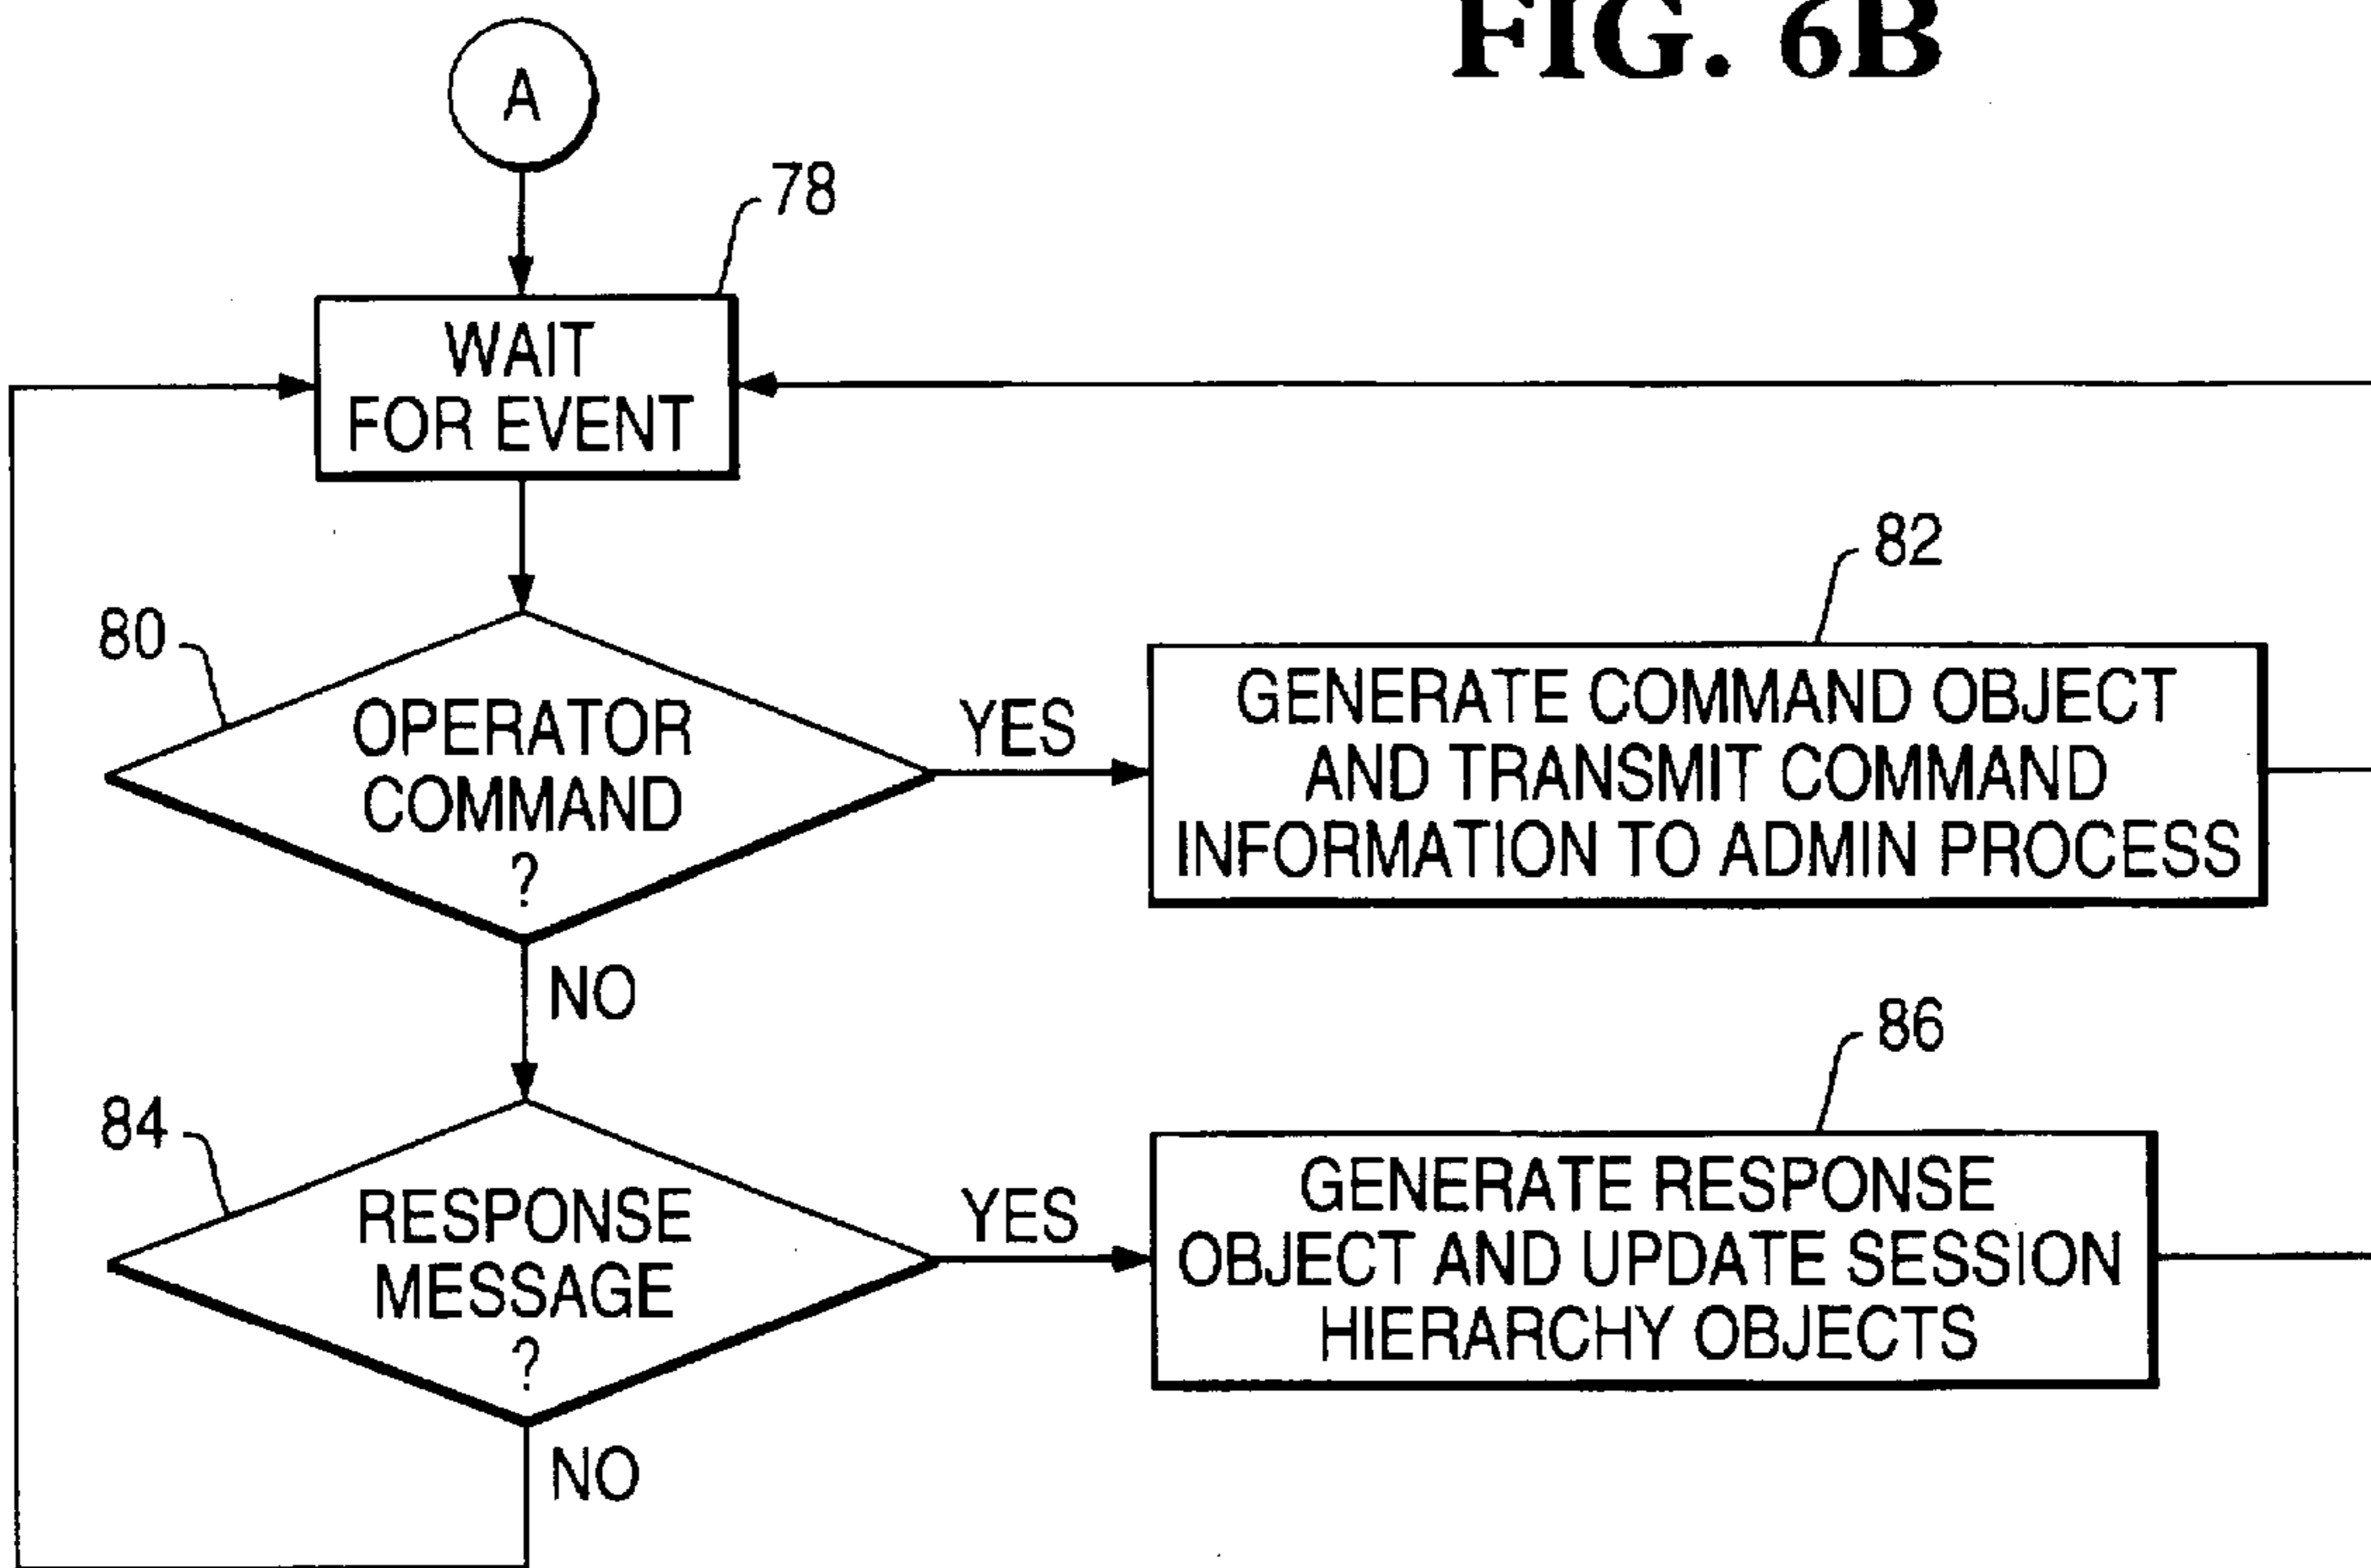 FIG. 6B
A
78
WAIT
FOR EVENT
82
80
OPERATOR
COMMAND
?
YES
GENERATE COMMAND OBJECT
AND TRANSMIT COMMAND
INFORMATION TO ADMIN PROCESS
NO
86
84
RESPONSE
MESSAGE
?
YES
GENERATE RESPONSE
OBJECT AND UPDATE SESSION
HIERARCHY OBJECTS
NO